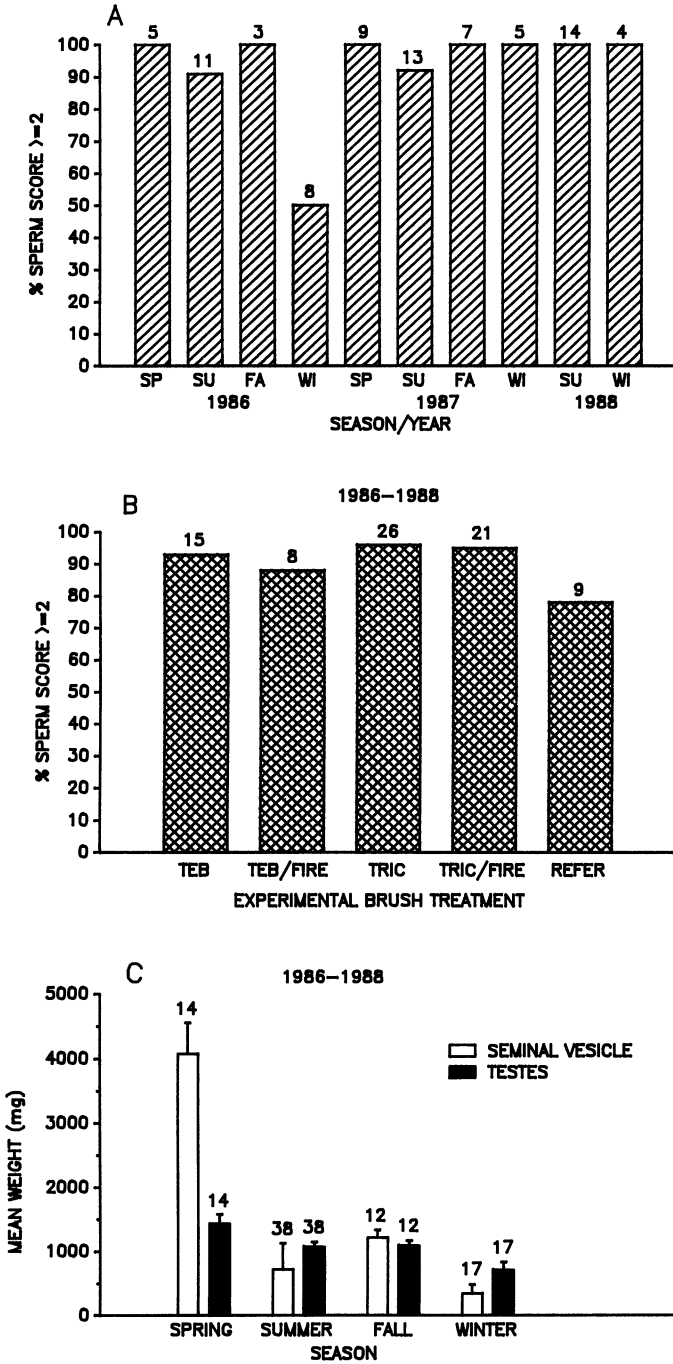 A
5 11 3 8 9 13 7 5 14 4
100
90
80
70
60
50
40
30
20
10
0
% SPERM SCORE >=2
SP SU FA WI SP SU FA WI SU WI
1986 1987 1988
SEASON/YEAR
B 1986-1988
15 8 26 21 9
100
90
80
70
60
50
40
30
20
10
0
% SPERM SCORE >=2
TEB TEB/FIRE TRIC TRIC/FIRE REFER
EXPERIMENTAL BRUSH TREATMENT
C 1986-1988
5000
4000
3000
2000
1000
0
MEAN WEIGHT (mg)
14 14 38 38 12 12 17 17
SEMINAL VESICLE
TESTES
SPRING SUMMER FALL WINTER
SEASON